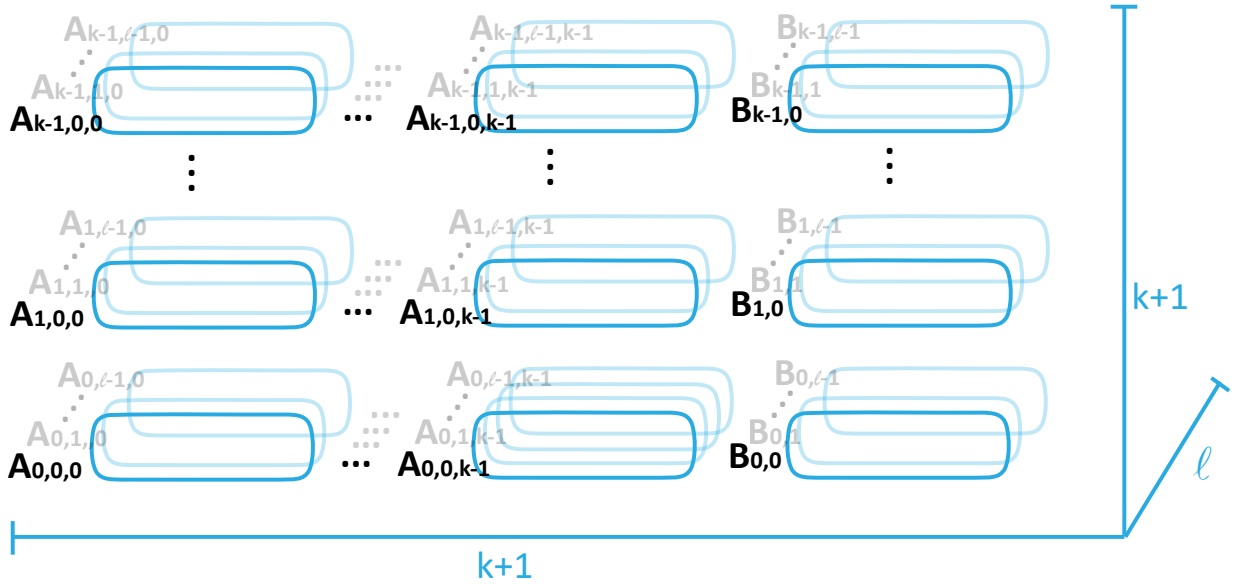 Ak-1,ℓ-1,0 Ak-1,ℓ-1,k-1 Bk-1,ℓ-1
Ak-1,1,0 Ak-1,1,k-1 Bk-1,1
Ak-1,0,0 ... Ak-1,0,k-1 Bk-1,0
A1,ℓ-1,0 A1,ℓ-1,k-1 B1,ℓ-1
A1,1,,0 A1,1,k-1 B1,1
A1,0,0 ... A1,0,k-1 B1,0
k+1
A0,ℓ-1,0 A0,ℓ-1,k-1 B0,ℓ-1
A0,1,,0 A0,1,k-1 B0,1
A0,0,0 ... A0,0,k-1 B0,0
ℓ
k+1